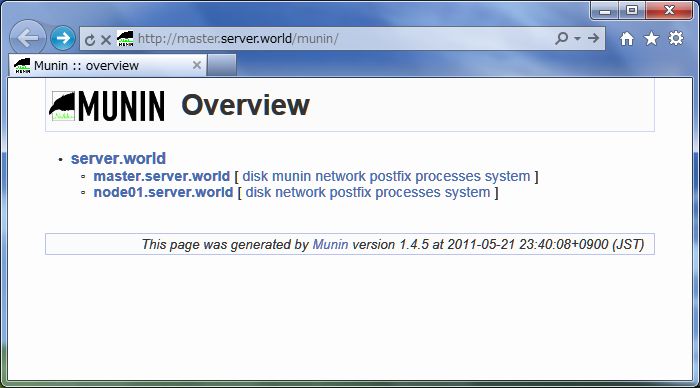 http://master.server.world/munin/
Munin :: overview
MUNIN Overview
server.world
master.server.world [ disk munin network postfix processes system ]
node01.server.world [ disk network postfix processes system ]
This page was generated by Munin version 1.4.5 at 2011-05-21 23:40:08+0900 (JST)